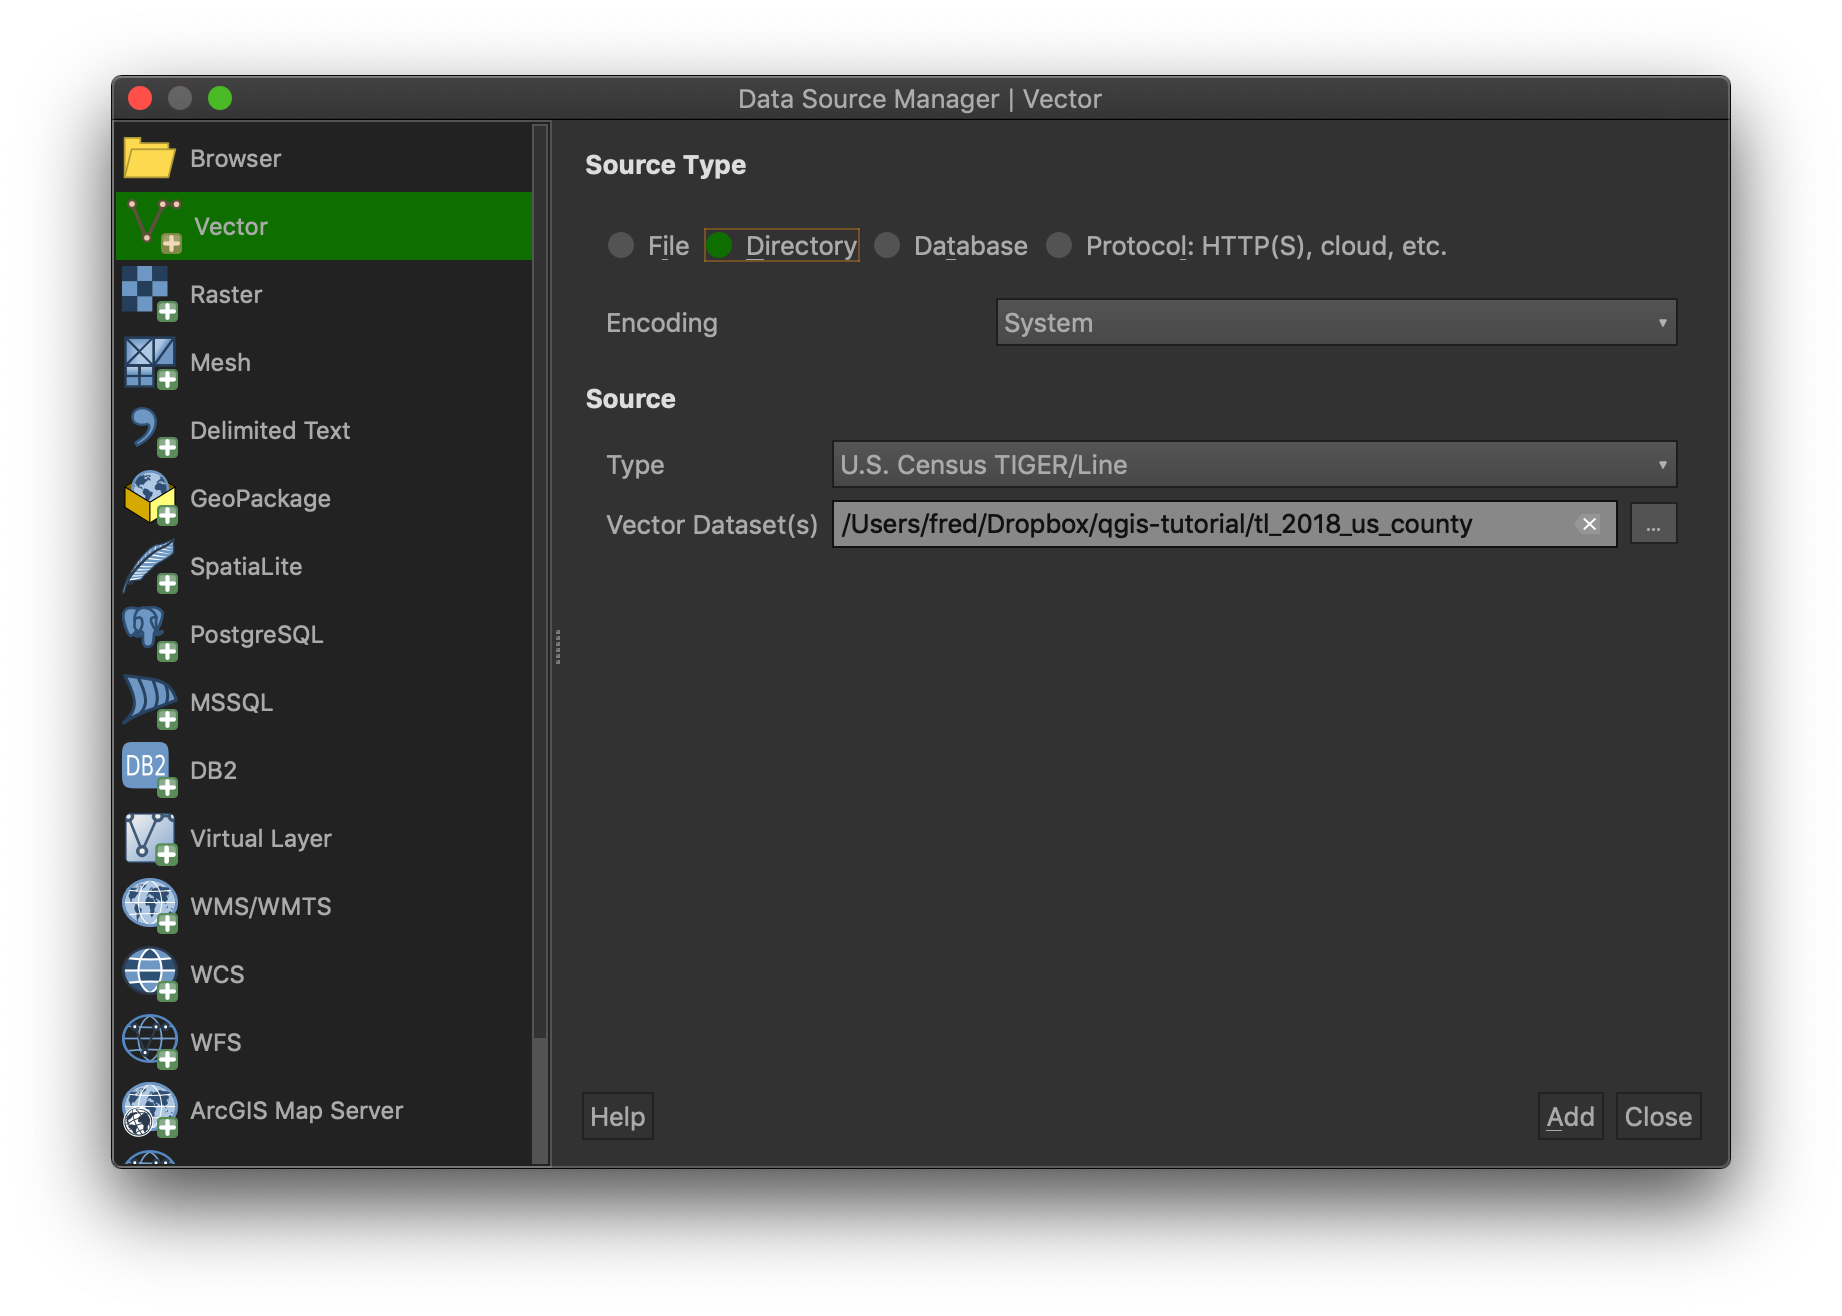 Data Source Manager | Vector
Browser
Vector
Raster
Mesh
Delimited Text
GeoPackage
SpatiaLite
PostgreSQL
MSSQL
DB2
DB2
Virtual Layer
WMS/WMTS
WCS
WFS
ArcGIS Map Server
Source Type
File Directory Database Protocol: HTTP(S), cloud, etc.
Encoding System
Source
Type U.S. Census TIGER/Line
Vector Dataset(s) /Users/fred/Dropbox/qgis-tutorial/tl_2018_us_county ...
Help Add Close